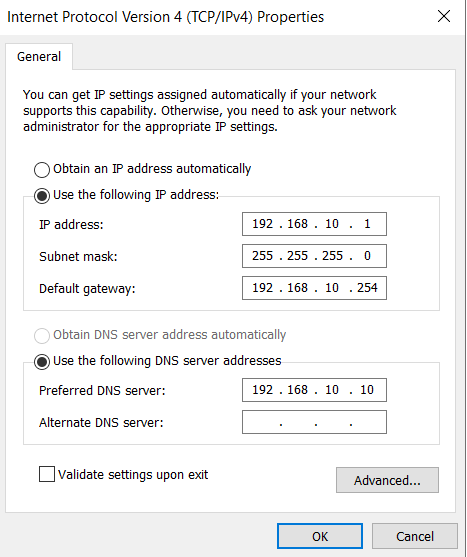 Internet Protocol Version 4 (TCP/IPv4) Properties
General
You can get IP settings assigned automatically if your network
supports this capability. Otherwise, you need to ask your network
administrator for the appropriate IP settings.
Obtain an IP address automatically
Use the following IP address:
IP address: 192 . 168 . 10 . 1
Subnet mask: 255 . 255 . 255 . 0
Default gateway: 192 . 168 . 10 . 254
Obtain DNS server address automatically
Use the following DNS server addresses
Preferred DNS server: 192 . 168 . 10 . 10
Alternate DNS server: . . .
Validate settings upon exit
Advanced...
OK Cancel